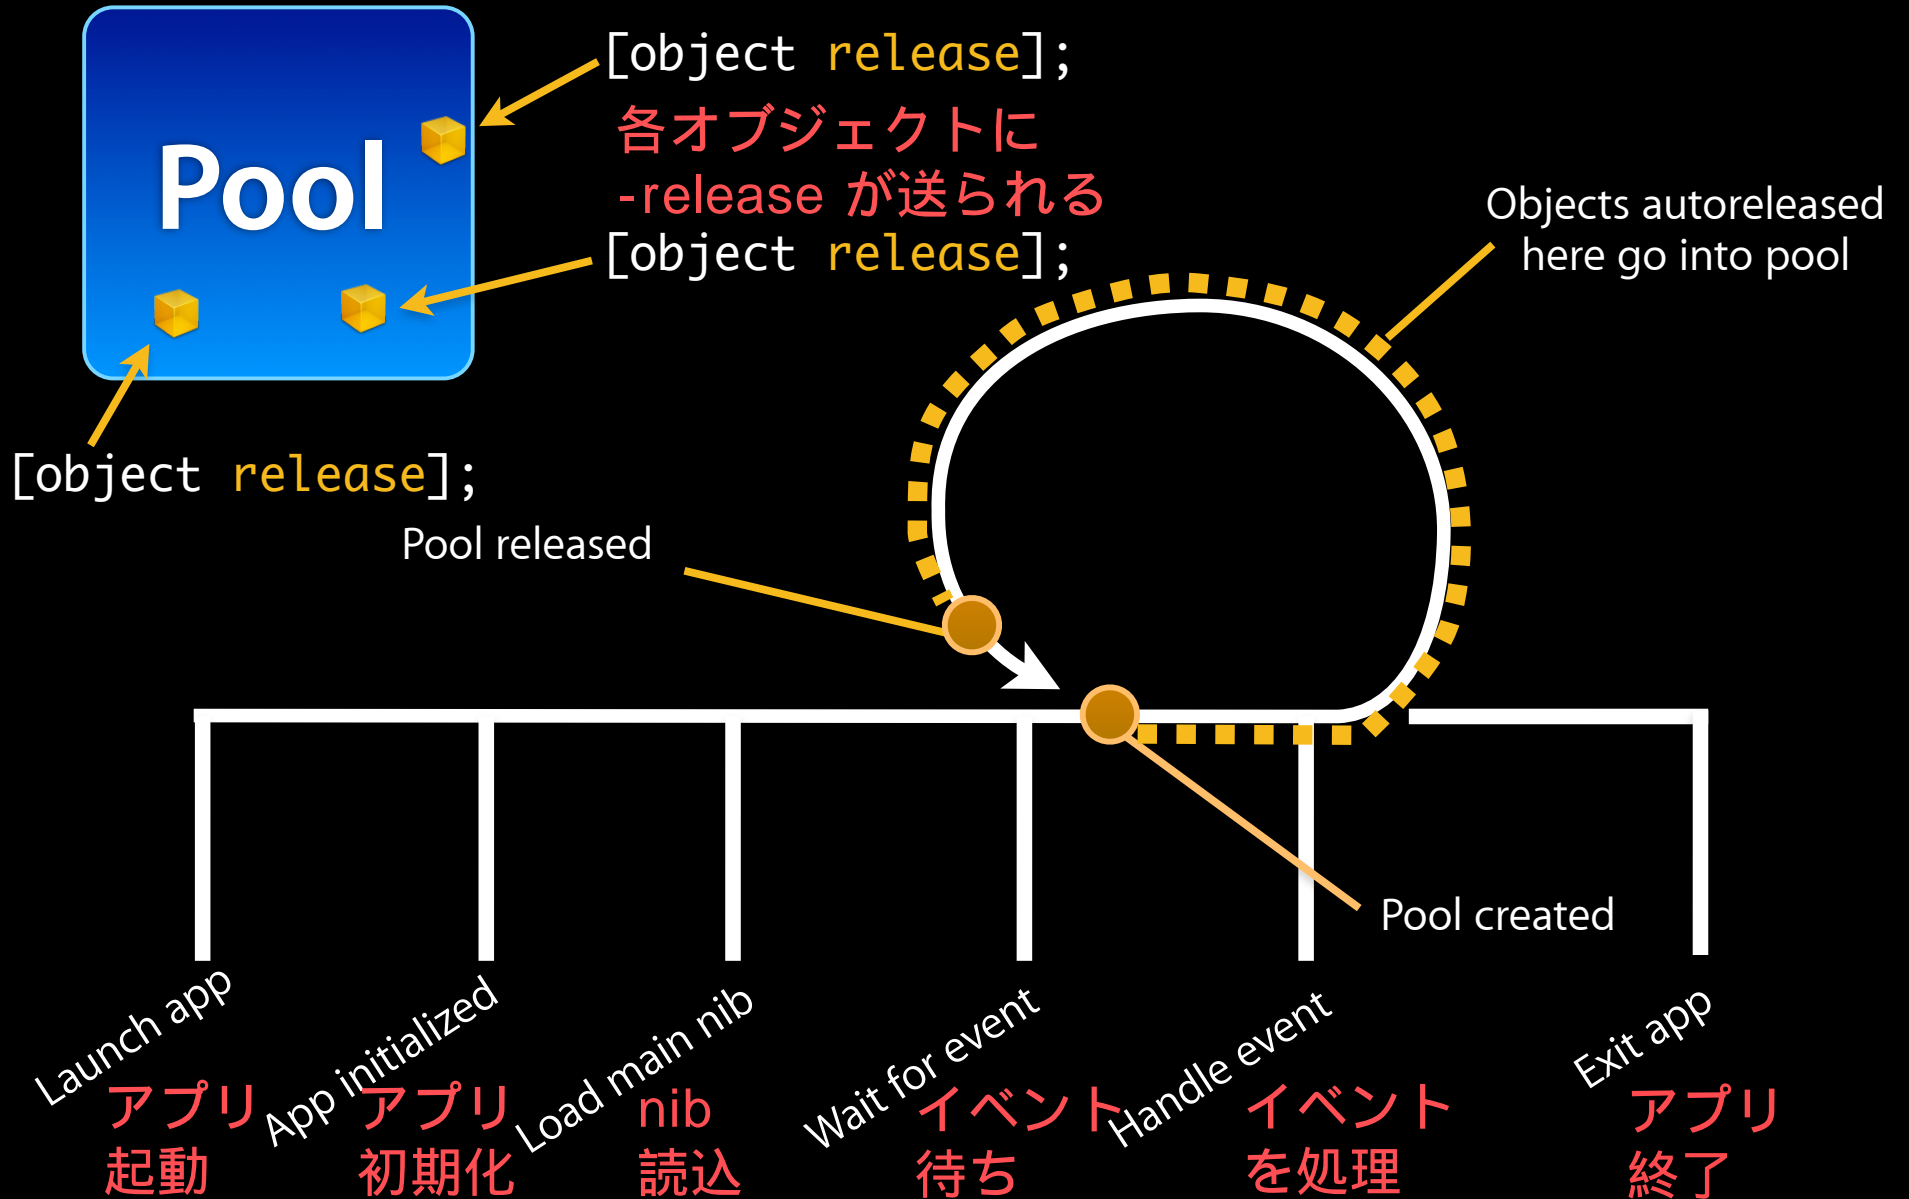 [object release];
各オブジェクトに
-release が送られる
Pool
Objects autoreleased
here go into pool
[object release];
[object release];
Pool released
Pool created
Launch app
App initialized
Load main nib
Wait for event
Handle event
Exit app
アプリ
起動
アプリ
初期化
nib
読込
イベント
待ち
イベント
を処理
アプリ
終了